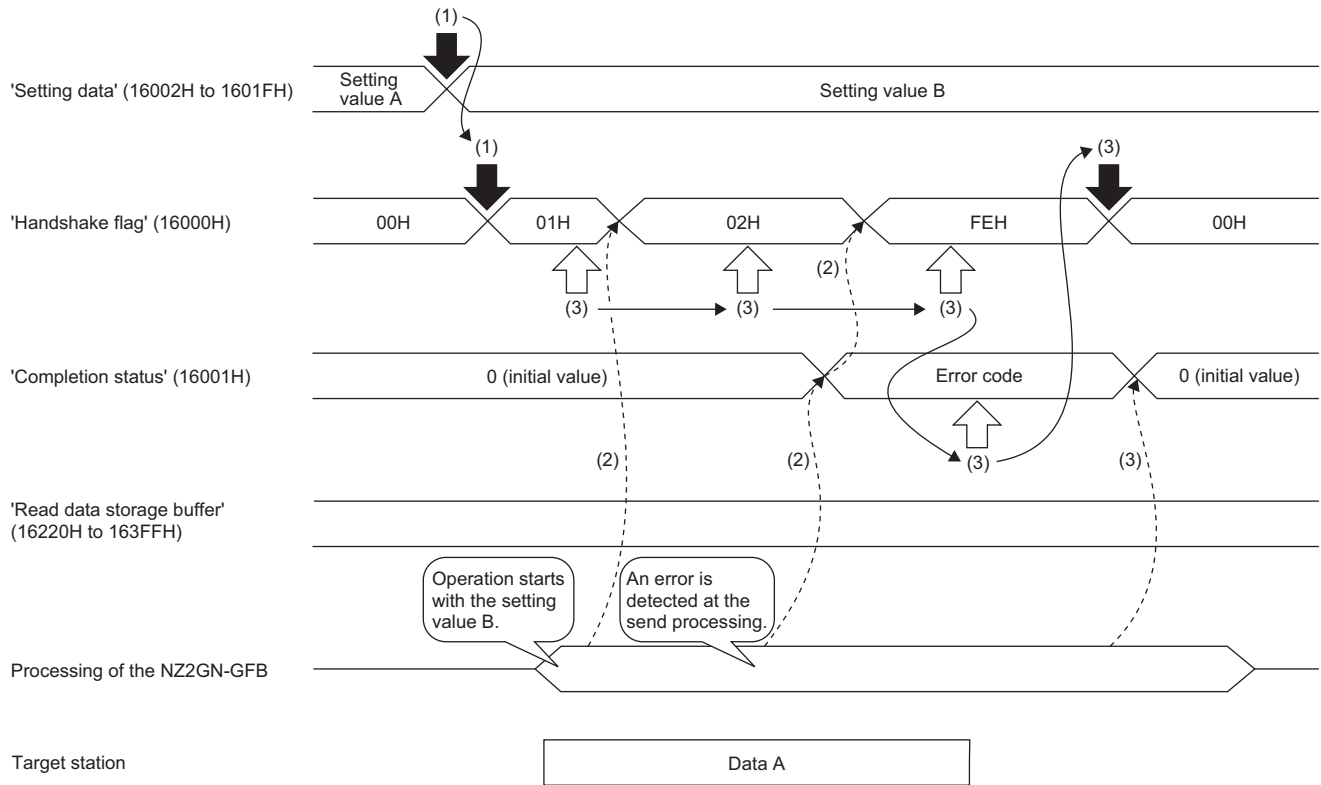 (1)
'Setting data' (16002H to 1601FH)
Setting
value A
Setting value B
(1)
(3)
'Handshake flag' (16000H)
00H
01H
02H
FEH
00H
(2)
(3)
(3)
(3)
'Completion status' (16001H)
0 (initial value)
Error code
0 (initial value)
(2)
(2)
(3)
(3)
'Read data storage buffer'
(16220H to 163FFH)
Operation starts
with the setting
value B.
An error is
detected at the
send processing.
Processing of the NZ2GN-GFB
Target station
Data A